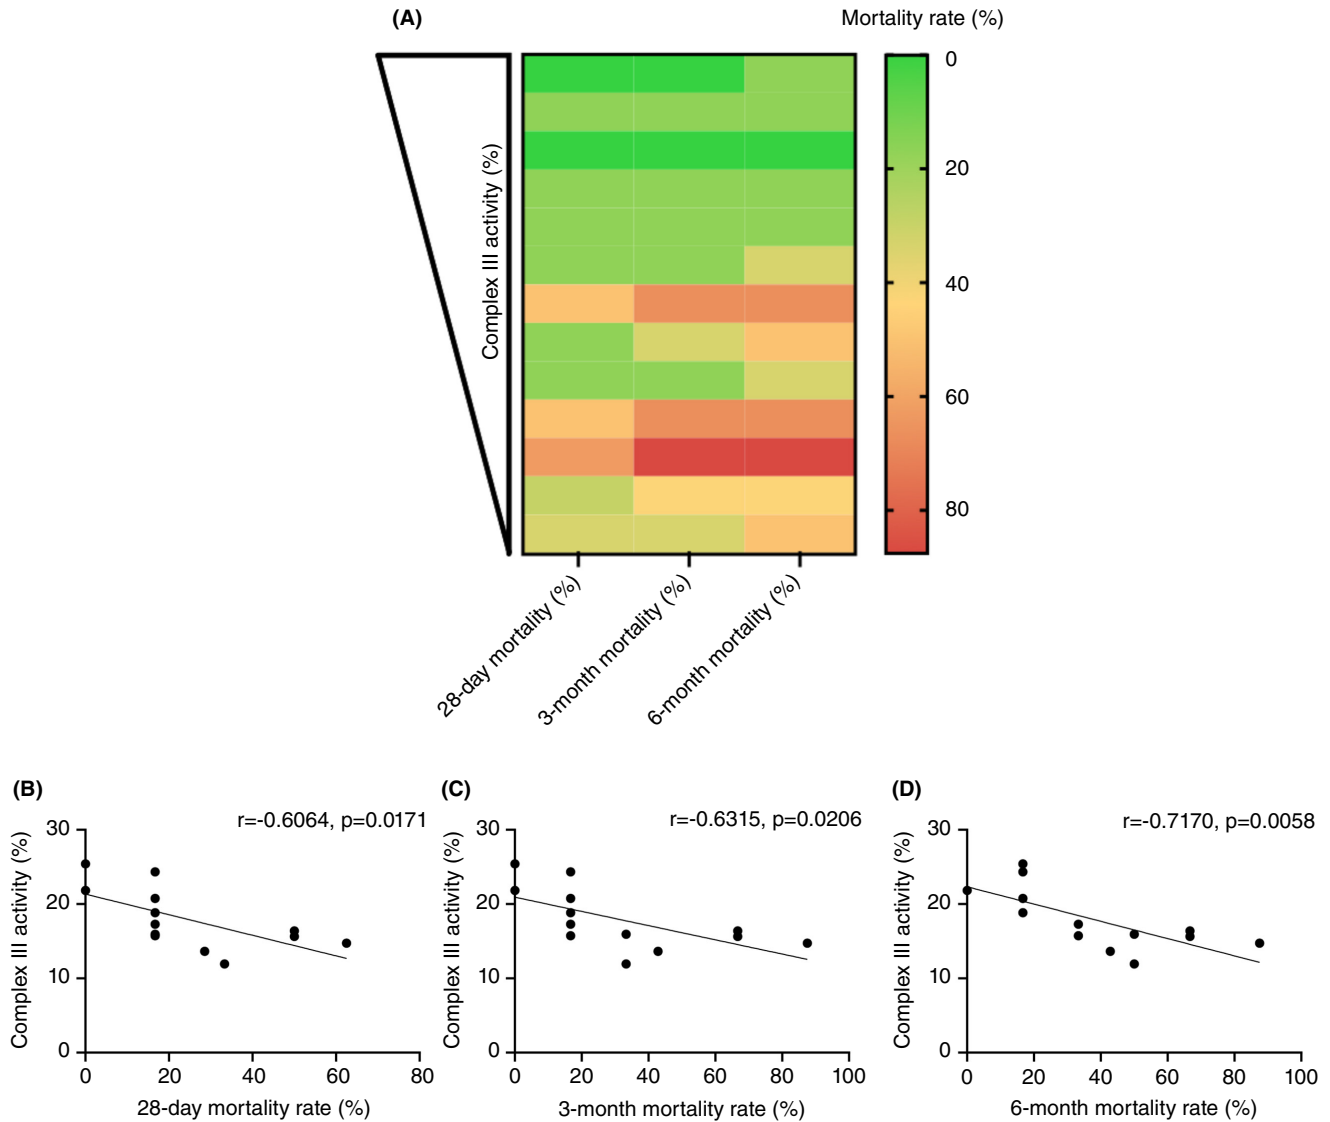 (A)
Mortality rate (%)
Complex III activity (%)
0
20
40
60
80
28-day mortality (%)
3-month mortality (%)
6-month mortality (%)
(B)
r=-0.6064, p=0.0171
Complex III activity (%)
30
20
10
0
0 20 40 60 80
28-day mortality rate (%)
(C)
r=-0.6315, p=0.0206
Complex III activity (%)
30
20
10
0
0 20 40 60 80 100
3-month mortality rate (%)
(D)
r=-0.7170, p=0.0058
Complex III activity (%)
30
20
10
0
0 20 40 60 80 100
6-month mortality rate (%)